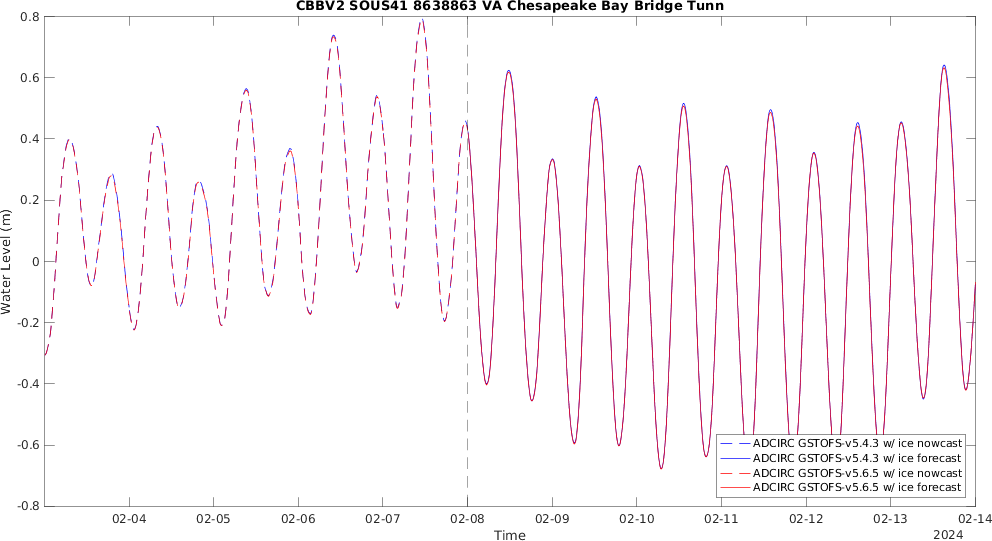 CBBV2 SOUS41 8638863 VA Chesapeake Bay Bridge Tunn
Water Level (m)
0.8
0.6
0.4
0.2
0
-0.2
-0.4
-0.6
-0.8
ADCIRC GSTOFS-v5.4.3 w/ ice nowcast
ADCIRC GSTOFS-v5.4.3 w/ ice forecast
ADCIRC GSTOFS-v5.6.5 w/ ice nowcast
ADCIRC GSTOFS-v5.6.5 w/ ice forecast
02-04 02-05 02-06 02-07 02-08 02-09 02-10 02-11 02-12 02-13 02-14
Time
2024